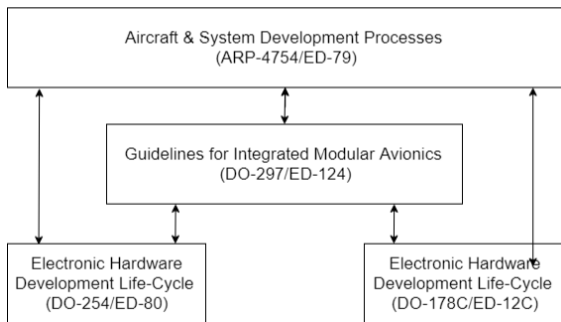 Aircraft & System Development Processes
(ARP-4754/ED-79)
Guidelines for Integrated Modular Avionics
(DO-297/ED-124)
Electronic Hardware
Development Life-Cycle
(DO-254/ED-80)
Electronic Hardware
Development Life-Cycle
(DO-178C/ED-12C)